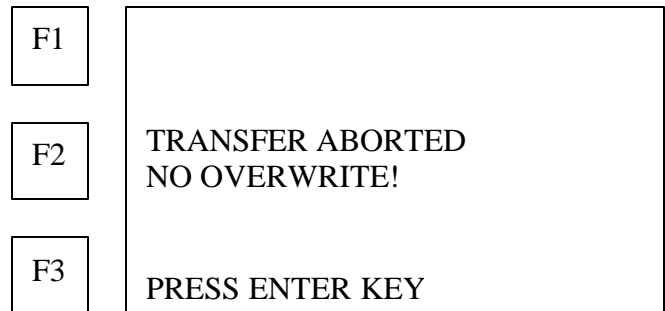 F1
F2
TRANSFER ABORTED
NO OVERWRITE!
F3
PRESS ENTER KEY